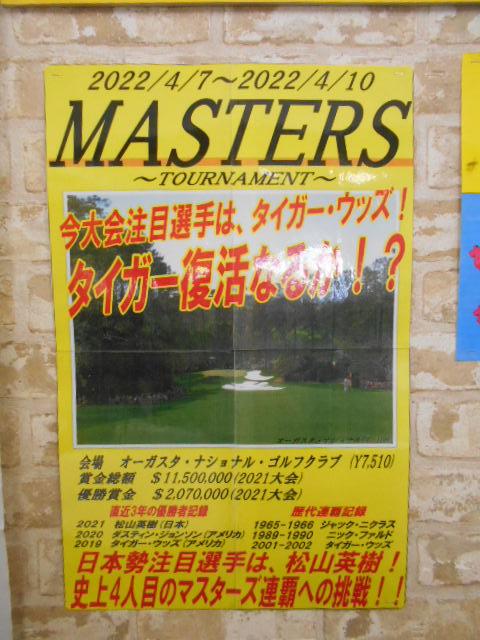 2022/4/7～2022/4/10
MASTERS
～TOURNAMENT～
今大会注目選手は、タイガー・ウッズ！
タイガー復活なるか！？
会場 オーガスタ・ナショナル・ゴルフクラブ (Y7,510)
賞金総額 $11,500,000(2021大会)
優勝賞金 $2,070,000(2021大会)
直近3年の優勝者記録
2021 松山英樹(日本)
2020 ダスティン・ジョンソン(アメリカ)
2019 タイガー・ウッズ(アメリカ)
歴代連覇記録
1965-1966 ジャック・ニクラス
1989-1990 ニック・ファルド
2001-2002 タイガー・ウッズ
日本勢注目選手は、松山英樹！
史上4人目のマスターズ連覇への挑戦！！